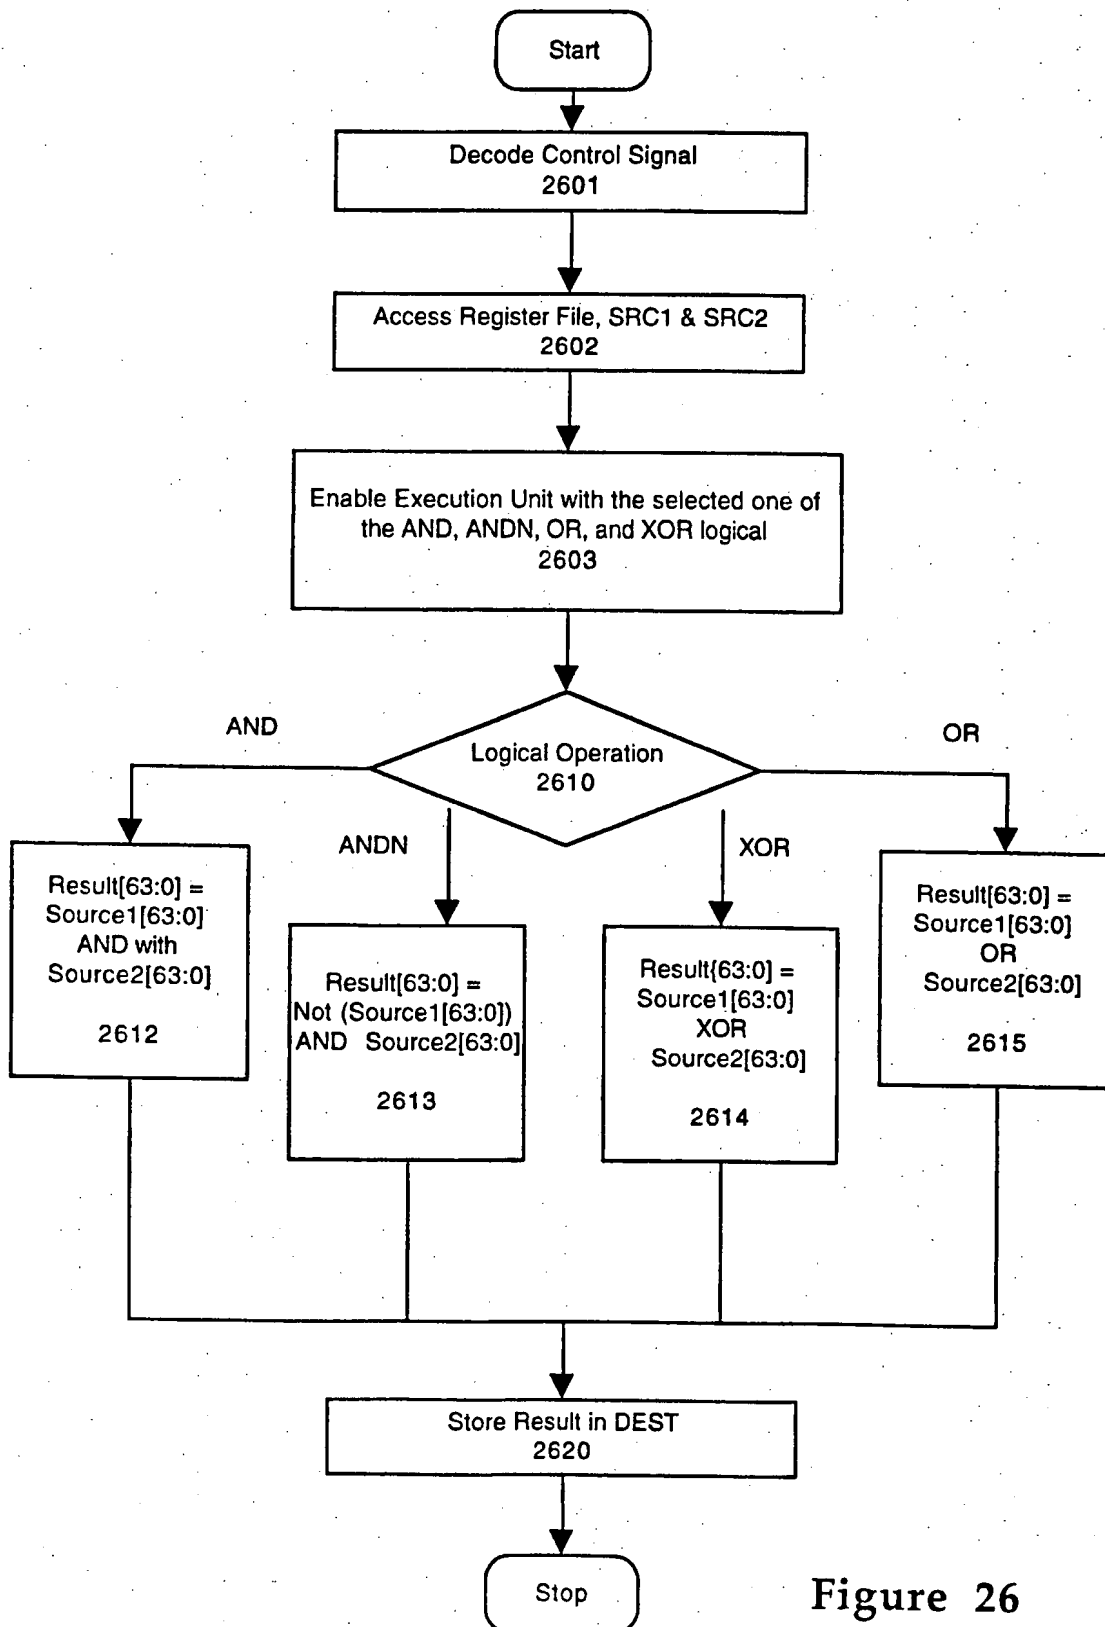 Start
Decode Control Signal
2601
Access Register File, SRC1 & SRC2
2602
Enable Execution Unit with the selected one of
the AND, ANDN, OR, and XOR logical
2603
Logical Operation
2610
AND
OR
ANDN
XOR
Result[63:0] =
Source1[63:0]
AND with
Source2[63:0]
2612
Result[63:0] =
Not (Source1[63:0])
AND Source2[63:0]
2613
Result{63:0] =
Source1[63:0]
XOR
Source2[63:0]
2614
Result[63:0] =
Source1[63:0]
OR
Source2[63:0]
2615
Store Result in DEST
2620
Stop
Figure 26